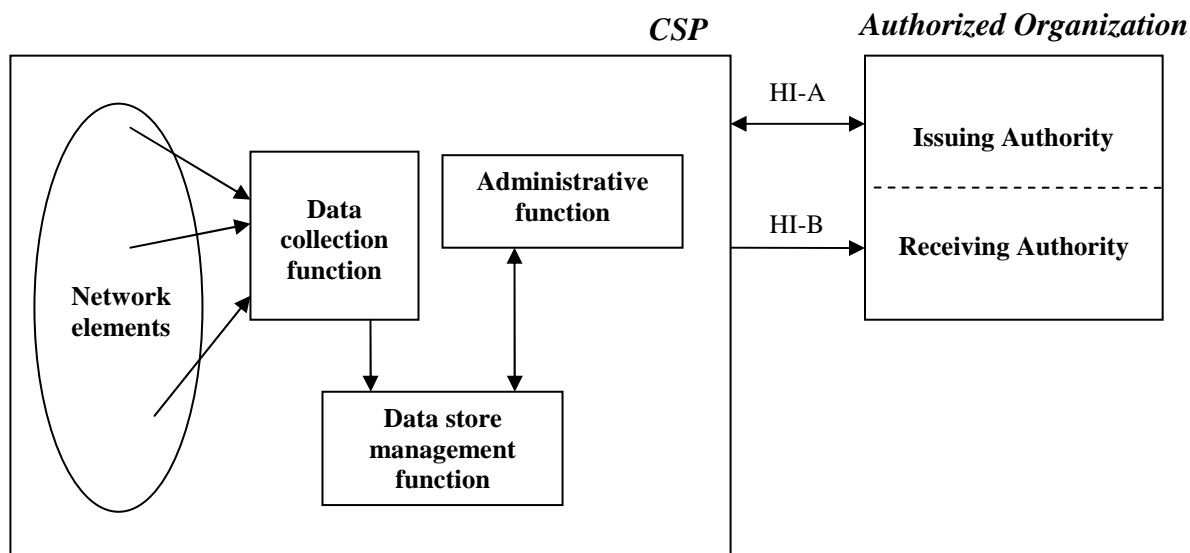 CSP
Authorized Organization
HI-A
Issuing Authority
Administrative
function
Data
collection
function
HI-B
Receiving Authority
Network
elements
Data store
management
function